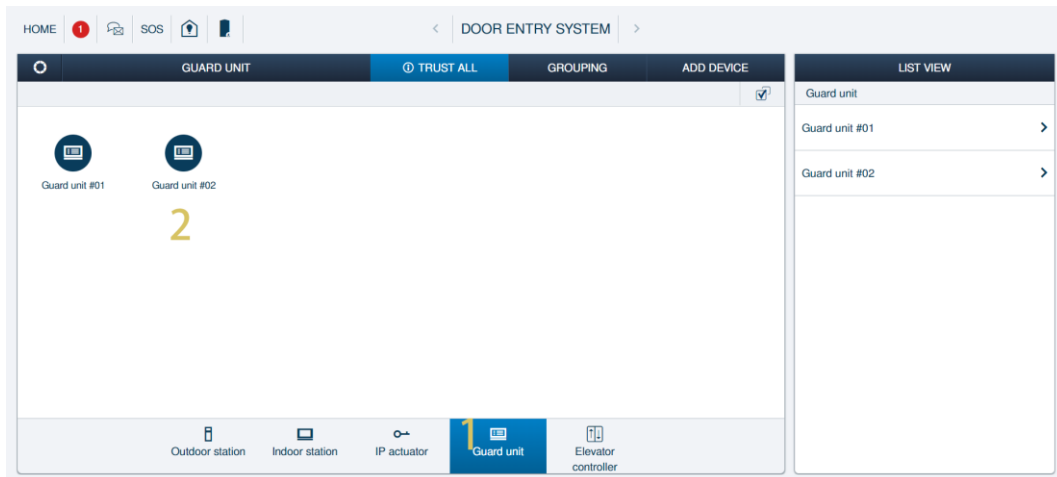 HOME 1 SOS < DOOR ENTRY SYSTEM >
GUARD UNIT TRUST ALL GROUPING ADD DEVICE
Guard unit #01 Guard unit #02
2
1
Outdoor station Indoor station IP actuator Guard unit Elevator
controller
LIST VIEW
Guard unit
Guard unit #01
Guard unit #02